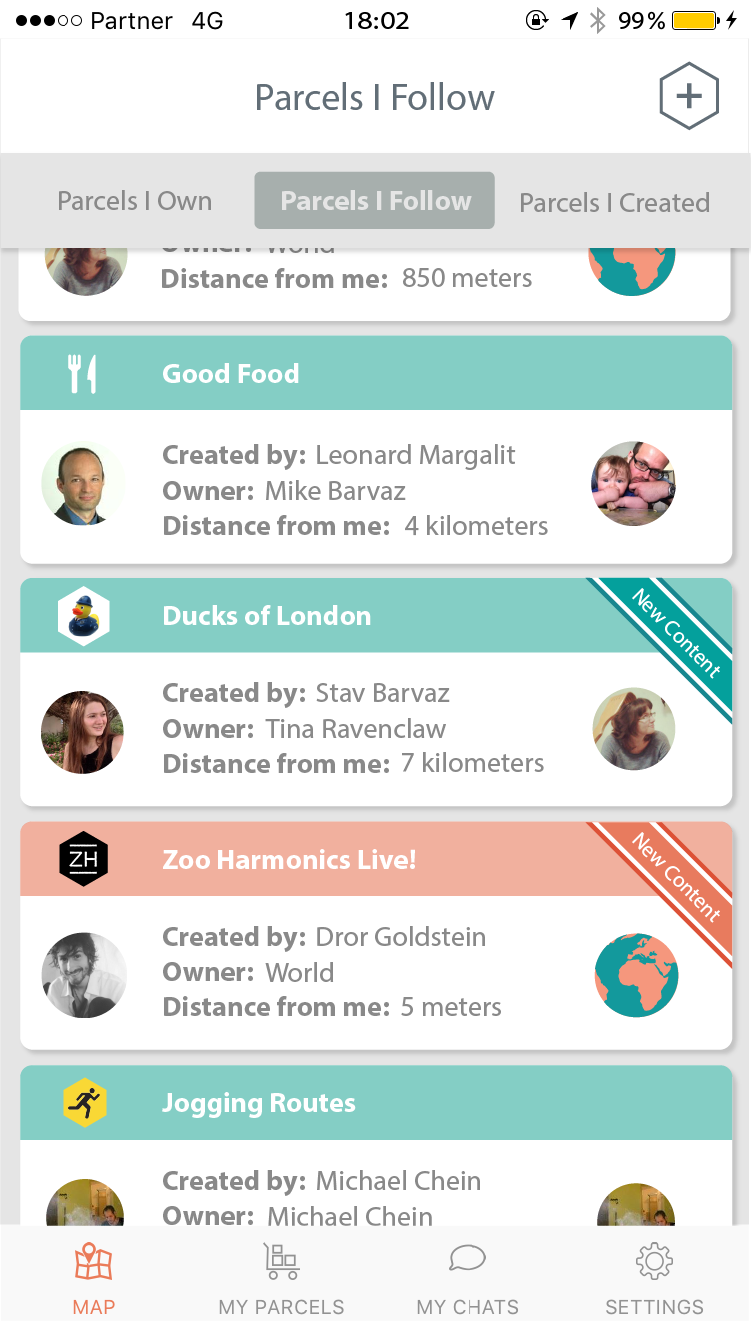 Partner 4G 18:02 99%
Parcels I Follow
Parcels I Own Parcels I Follow Parcels I Created
Owner: World
Distance from me: 850 meters
Good Food
Created by: Leonard Margalit
Owner: Mike Barvaz
Distance from me: 4 kilometers
Ducks of London
New Content
Created by: Stav Barvaz
Owner: Tina Ravenclaw
Distance from me: 7 kilometers
ZH Zoo Harmonics Live!
New Content
Created by: Dror Goldstein
Owner: World
Distance from me: 5 meters
Jogging Routes
Created by: Michael Chein
Owner: Michael Chein
MAP MY PARCELS MY CHATS SETTINGS